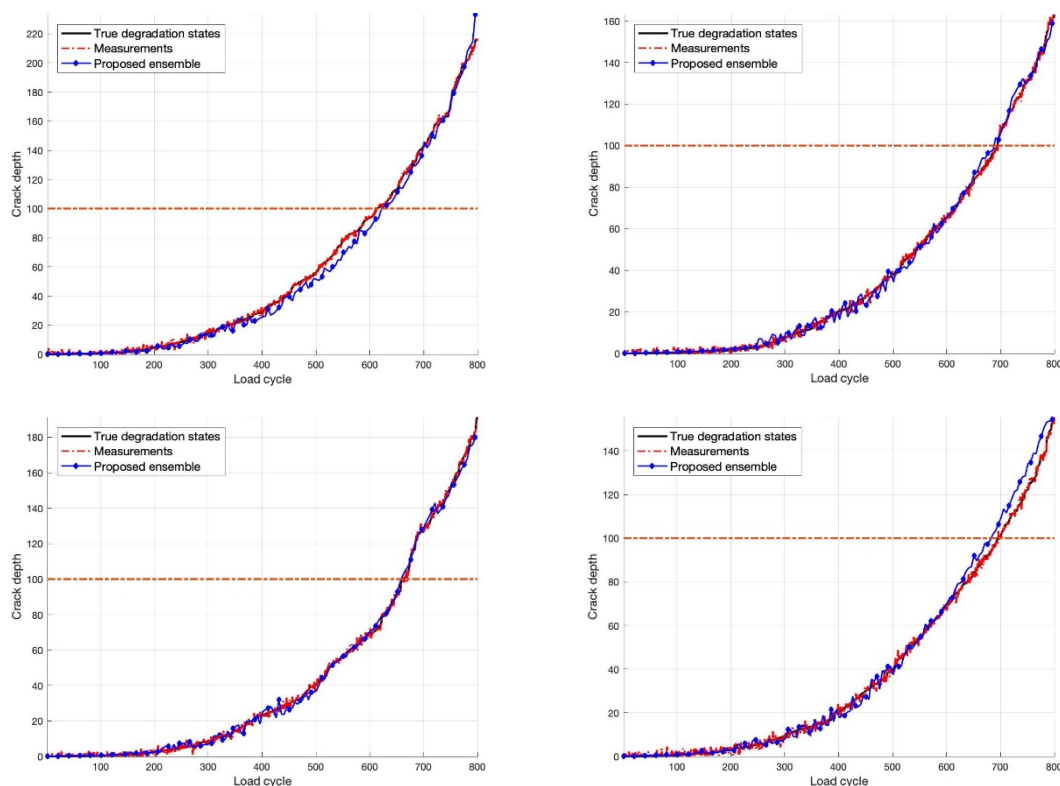 220
200
180
160
140
120
100
80
60
40
20
0
True degradation states
Measurements
Proposed ensemble
Crack depth
100 200 300 400 500 600 700 800
Load cycle
160
140
120
100
80
60
40
20
0
True degradation states
Measurements
Proposed ensemble
Crack depth
100 200 300 400 500 600 700 800
Load cycle
180
160
140
120
100
80
60
40
20
0
True degradation states
Measurements
Proposed ensemble
Crack depth
100 200 300 400 500 600 700 800
Load cycle
140
120
100
80
60
40
20
0
True degradation states
Measurements
Proposed ensemble
Crack depth
100 200 300 400 500 600 700 800
Load cycle